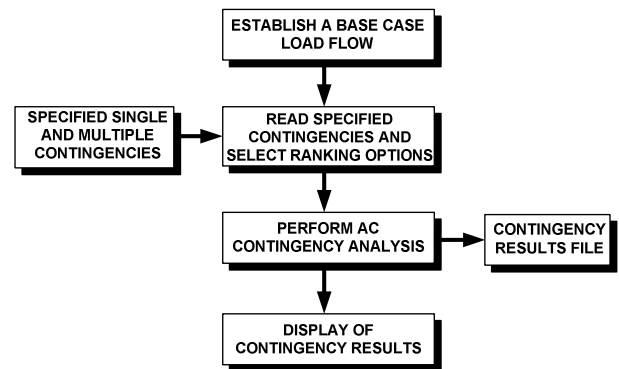 ESTABLISH A BASE CASE
LOAD FLOW
SPECIFIED SINGLE
AND MULTIPLE
CONTINGENCIES
READ SPECIFIED
CONTINGENCIES AND
SELECT RANKING OPTIONS
PERFORM AC
CONTINGENCY ANALYSIS
CONTINGENCY
RESULTS FILE
DISPLAY OF
CONTINGENCY RESULTS